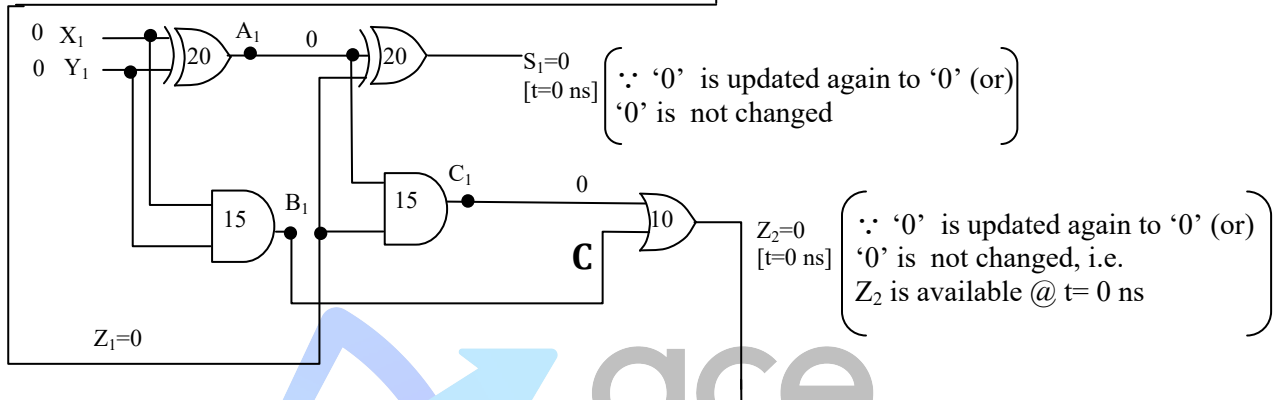 0 X₁
A₁
0
20
20
0 Y₁
S₁=0
[t=0 ns]
∵ ‘0’ is updated again to ‘0’ (or)
‘0’ is not changed
15
B₁
15
C₁
0
10
C
Z₂=0
[t=0 ns]
∵ ‘0’ is updated again to ‘0’ (or)
‘0’ is not changed, i.e.
Z₂ is available @ t= 0 ns
Z₁=0
ace